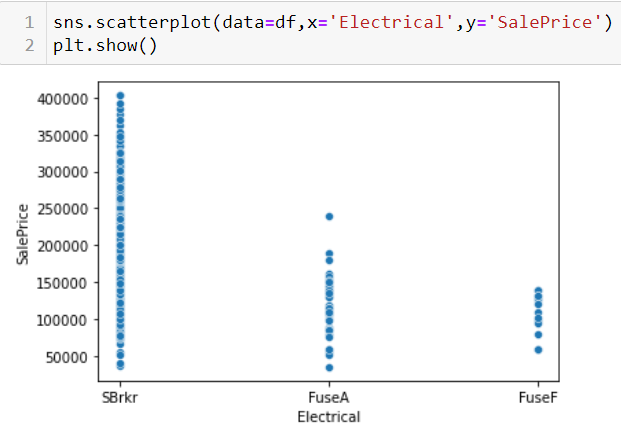 1 sns.scatterplot(data=df,x='Electrical',y='SalePrice')
2 plt.show()
400000
350000
300000
250000
200000
150000
100000
50000
SalePrice
SBrkr FuseA FuseF
Electrical